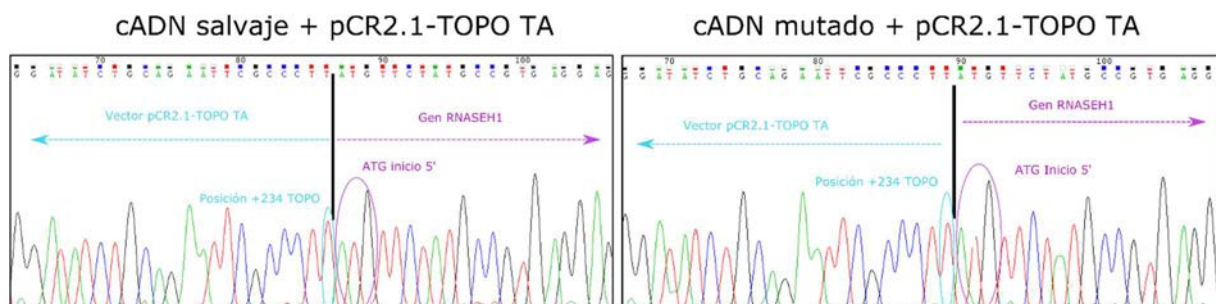 cADN salvaje + pCR2.1-TOPO TA
70 80 100
G G A T A T C T G C A G A A T T C G C C C T T A T G T T C T A T G C C G T G A G G A G
Vector pCR2.1-TOPO TA
Gen RNASEH1
ATG inicio 5'
Posición +234 TOPO
cADN mutado + pCR2.1-TOPO TA
70 80 90 100
G G A T A T C T G C A G A A T T C G C C C T T A T G T T C T A T G C C G T G A G G
Gen RNASEH1
Vector pCR2.1-TOPO TA
ATG Inicio 5'
Posición +234 TOPO